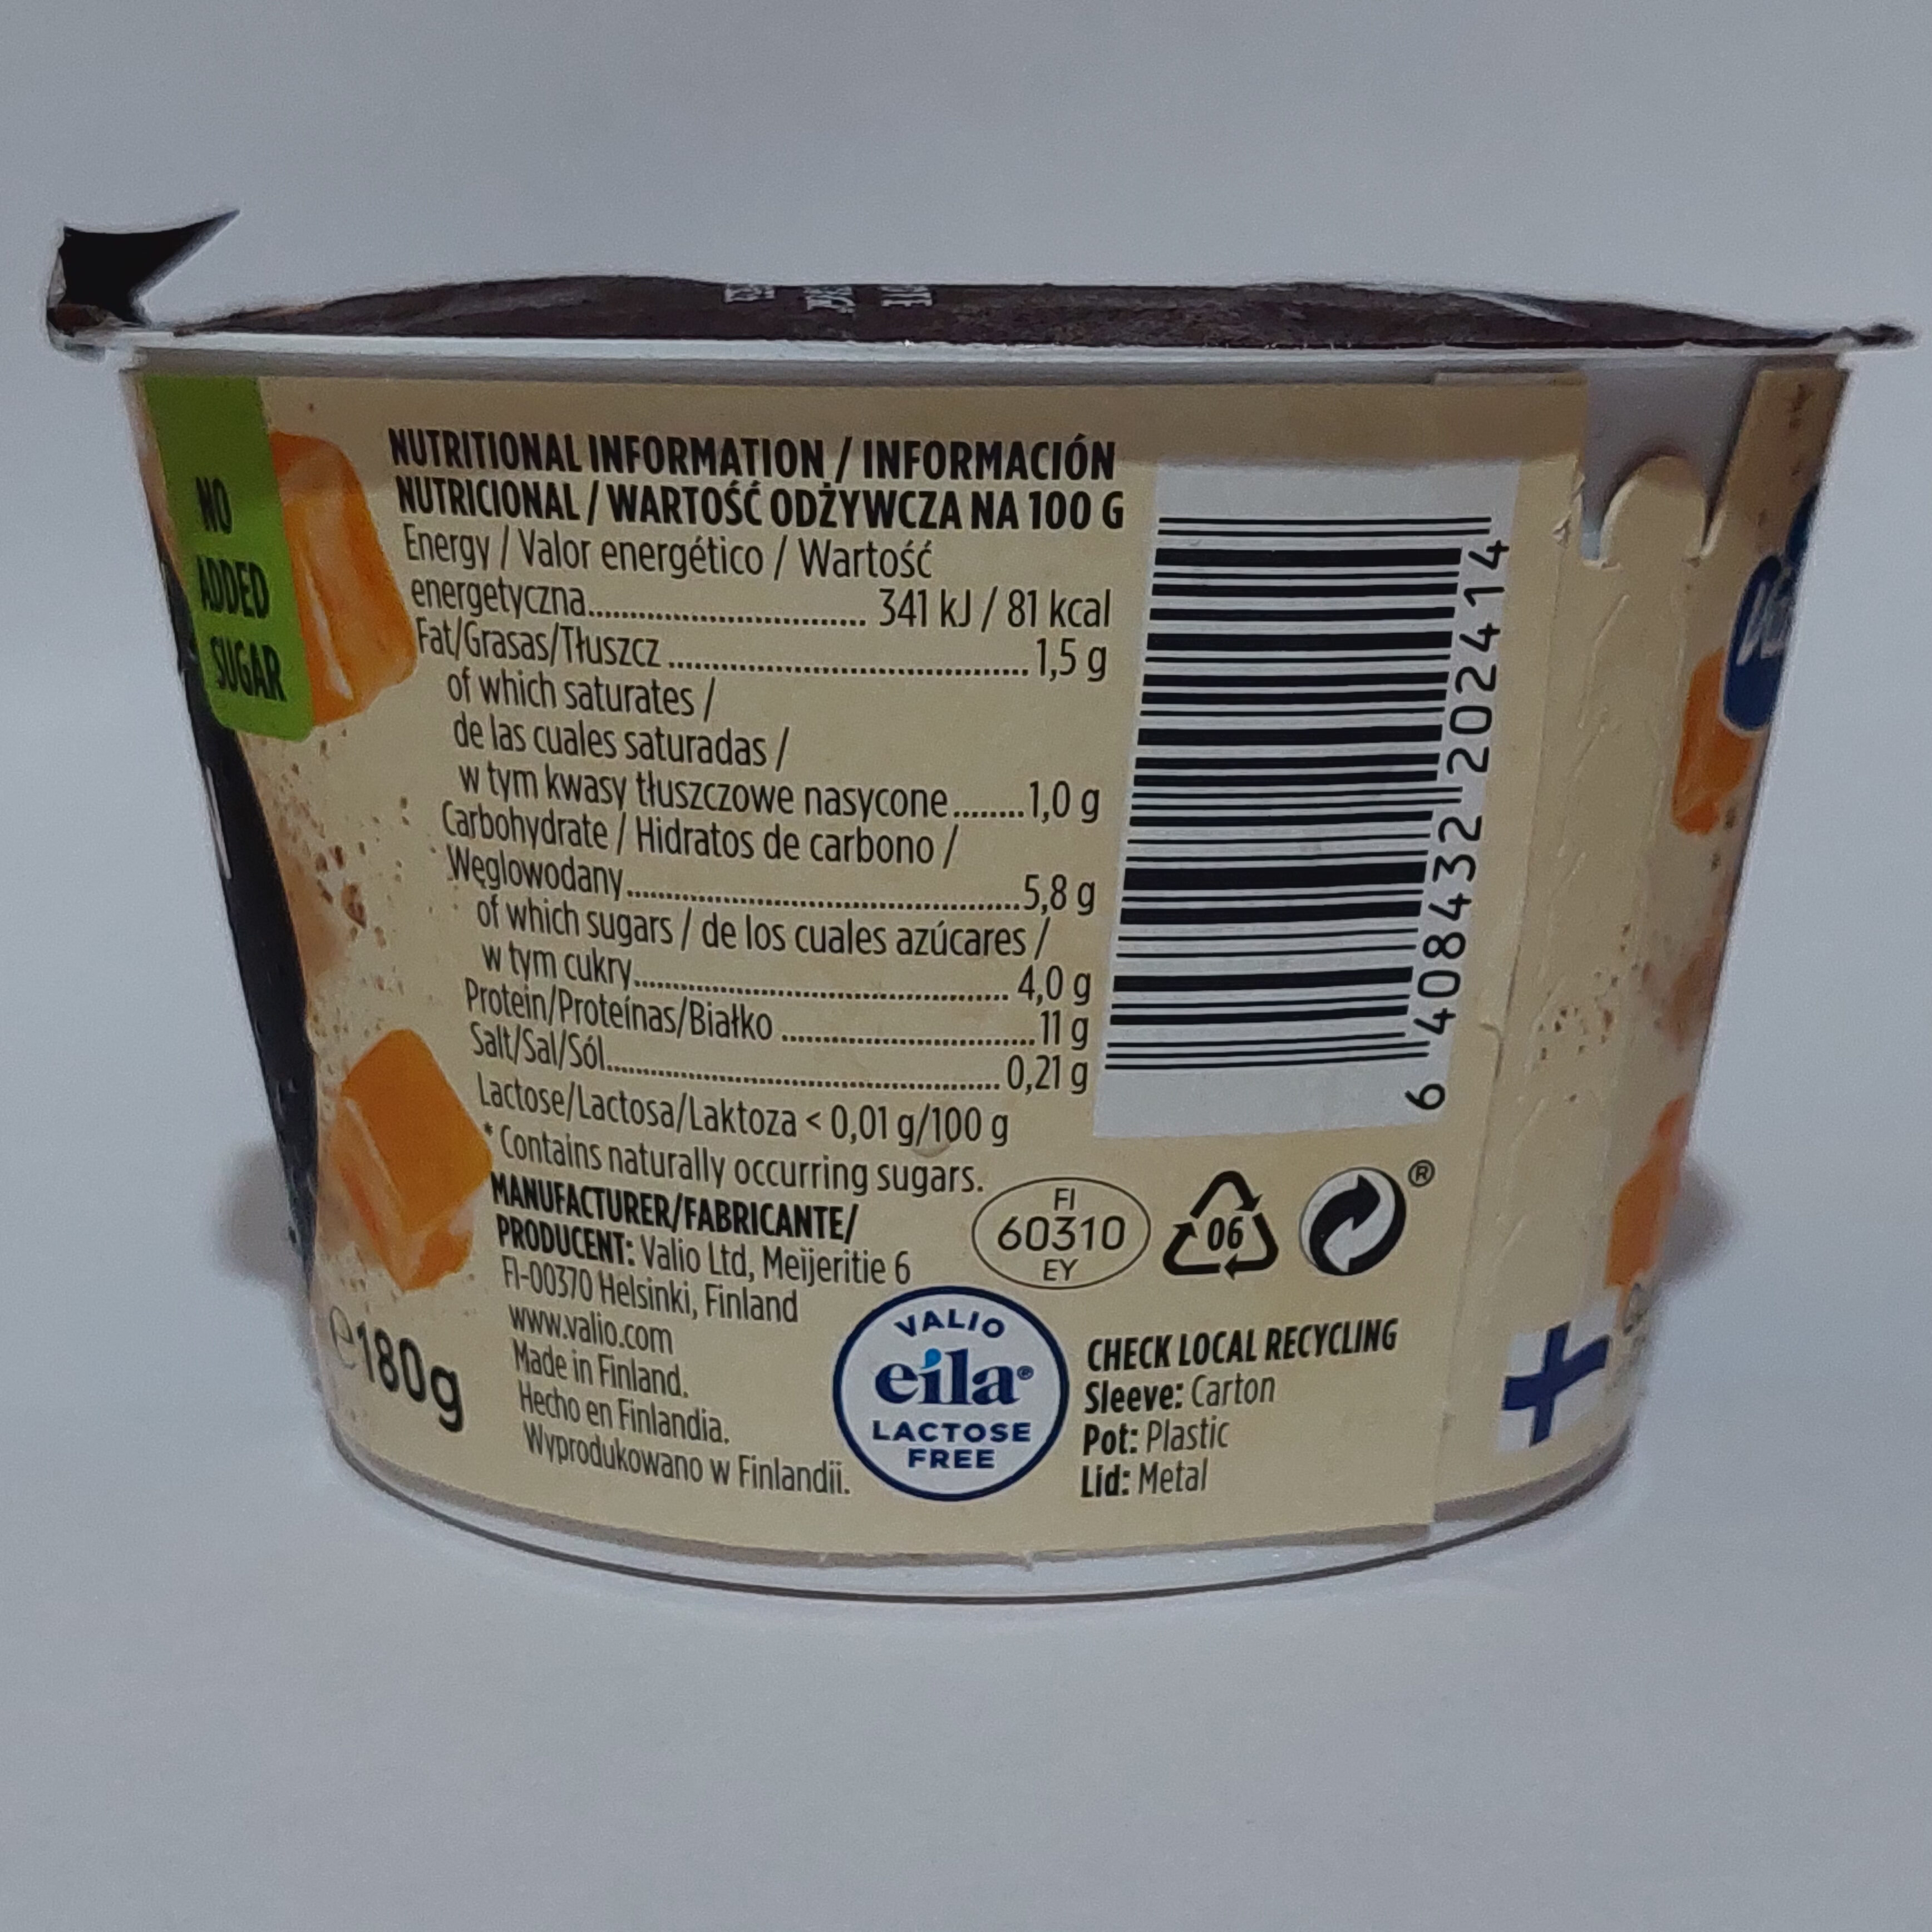 NO
ADDED
SUGAR
NUTRITIONAL INFORMATION / INFORMACIÓN
NUTRICIONAL / WARTOŚĆ ODŻYWCZA NA 100 G
Energy / Valor energético / Wartość
energetyczna.............................. 341 kJ / 81 kcal
Fat/Grasas/Tłuszcz ....................................... 1,5 g
of which saturates /
de las cuales saturadas /
w tym kwasy tłuszczowe nasycone........1,0 g
Carbohydrate / Hidratos de carbono /
Węglowodany..........................................5,8 g
of which sugars / de los cuales azúcares /
w tym cukry......................................... 4,0 g
Protein/Proteínas/Białko ............................11 g
Salt/Sal/Sól........................................... 0,21 g
Lactose/Lactosa/Laktoza < 0,01 g/100 g
* Contains naturally occurring sugars.
MANUFACTURER/FABRICANTE/
PRODUCENT: Valio Ltd, Meijeritie 6
FI-00370 Helsinki, Finland
www.valio.com
Made in Finland.
Hecho en Finlandia.
Wyprodukowano w Finlandii.
℮180g
6 408432 202414
FI
60310
EY
06
®
VALIO
eila®
LACTOSE
FREE
CHECK LOCAL RECYCLING
Sleeve: Carton
Pot: Plastic
Lid: Metal